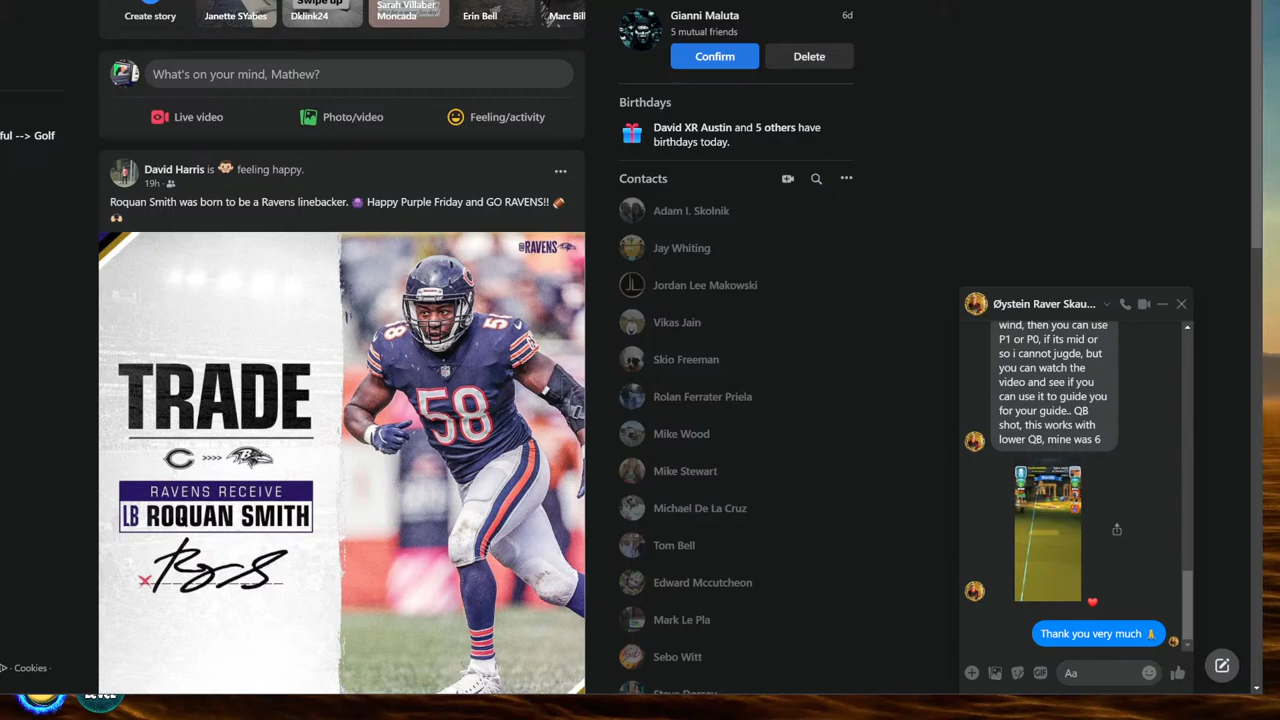 Create story
Janette SYabes
Swipe up
Dklink24
Sarah Villaber
Moncada
Erin Bell
Marc Bil
What's on your mind, Mathew?
Live video
Photo/video
Feeling/activity
ful --> Golf
David Harris is feeling happy.
19h ·
Roquan Smith was born to be a Ravens linebacker. 😈 Happy Purple Friday and GO RAVENS!! 🏈
🙌🏻
@RAVENS
TRADE
>>>>
RAVENS RECEIVE
LB ROQUAN SMITH
58
58
· Cookies ·
Gianni Maluta
6d
5 mutual friends
Confirm
Delete
Birthdays
David XR Austin and 5 others have
birthdays today.
Contacts
Adam I. Skolnik
Jay Whiting
Jordan Lee Makowski
Vikas Jain
Skio Freeman
Rolan Ferrater Priela
Mike Wood
Mike Stewart
Michael De La Cruz
Tom Bell
Edward Mccutcheon
Mark Le Pla
Sebo Witt
Øystein Raver Skau...
wind, then you can use
P1 or P0, if its mid or
so i cannot jugde, but
you can watch the
video and see if you
can use it to guide you
for your guide.. QB
shot, this works with
lower QB, mine was 6
Thank you very much 🙏
GIF
Aa